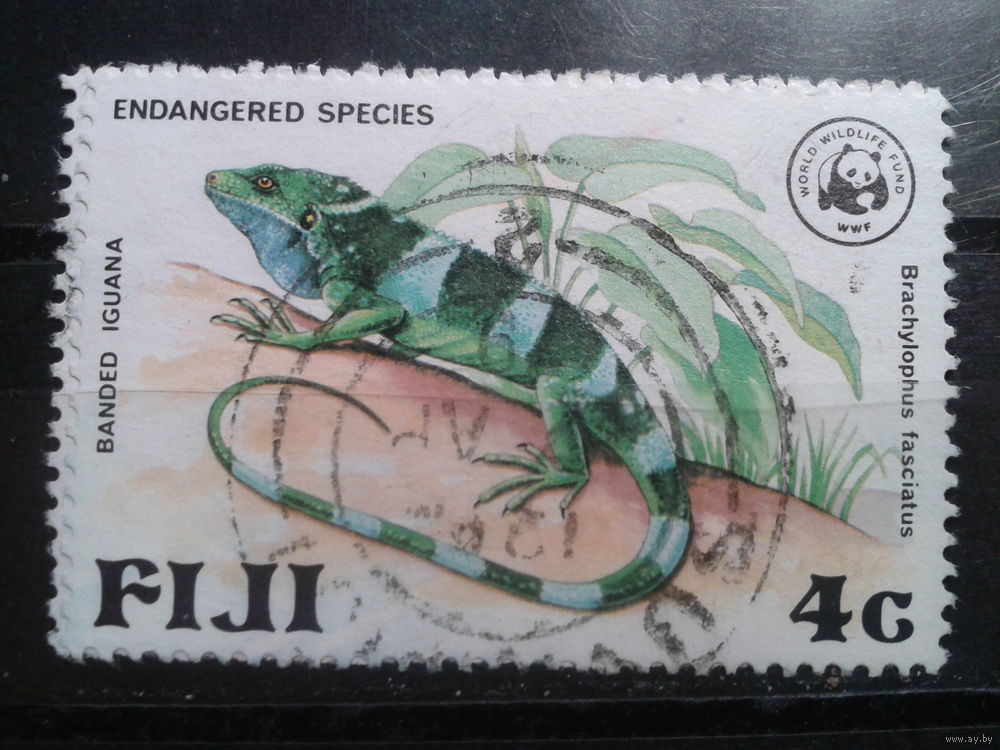 ENDANGERED SPECIES
WORLD WILDLIFE FUND
WWF
BANDED IGUANA
Brachylophus fasciatus
FIJI
4c
www.ay.by